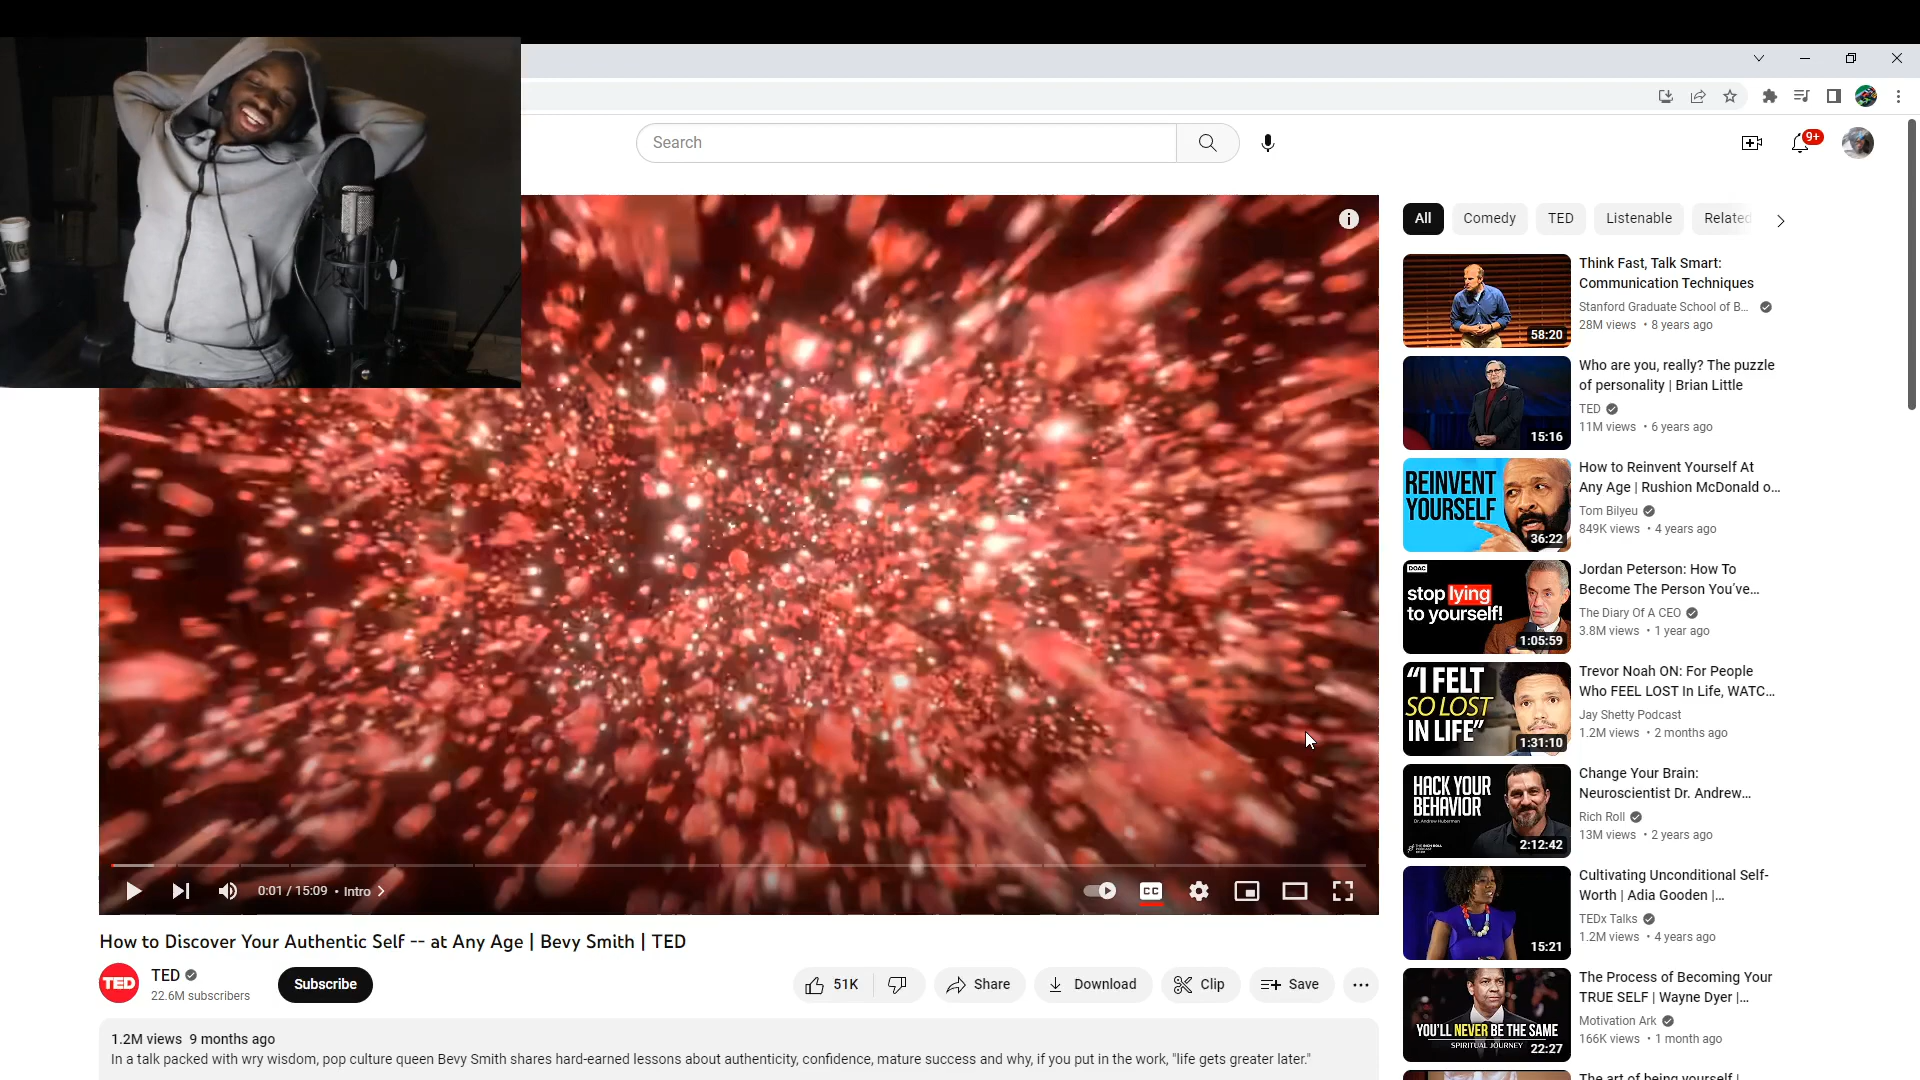 Search
9+
All
Comedy
TED
Listenable
Related
Think Fast, Talk Smart:
Communication Techniques
Stanford Graduate School of B...
28M views • 8 years ago
58:20
Who are you, really? The puzzle
of personality | Brian Little
TED
11M views • 6 years ago
15:16
REINVENT
YOURSELF
36:22
How to Reinvent Yourself At
Any Age | Rushion McDonald o...
Tom Bilyeu
849K views • 4 years ago
DOAC
stop lying
to yourself!
1:05:59
Jordan Peterson: How To
Become The Person You've...
The Diary Of A CEO
3.8M views • 1 year ago
"I FELT
SO LOST
IN LIFE"
1:31:10
Trevor Noah ON: For People
Who FEEL LOST In Life, WATC...
Jay Shetty Podcast
1.2M views • 2 months ago
HACK YOUR
BEHAVIOR
Dr. Andrew Huberman
2:12:42
Change Your Brain:
Neuroscientist Dr. Andrew...
Rich Roll
13M views • 2 years ago
15:21
Cultivating Unconditional Self-
Worth | Adia Gooden |...
TEDx Talks
1.2M views • 4 years ago
YOU'LL NEVER BE THE SAME
SPIRITUAL JOURNEY
22:27
The Process of Becoming Your
TRUE SELF | Wayne Dyer |...
Motivation Ark
166K views • 1 month ago
The art of being yourself |
0:01 / 15:09 • Intro
CC
How to Discover Your Authentic Self -- at Any Age | Bevy Smith | TED
TED
TED
22.6M subscribers
Subscribe
51K
Share
Download
Clip
Save
1.2M views 9 months ago
In a talk packed with wry wisdom, pop culture queen Bevy Smith shares hard-earned lessons about authenticity, confidence, mature success and why, if you put in the work, "life gets greater later."